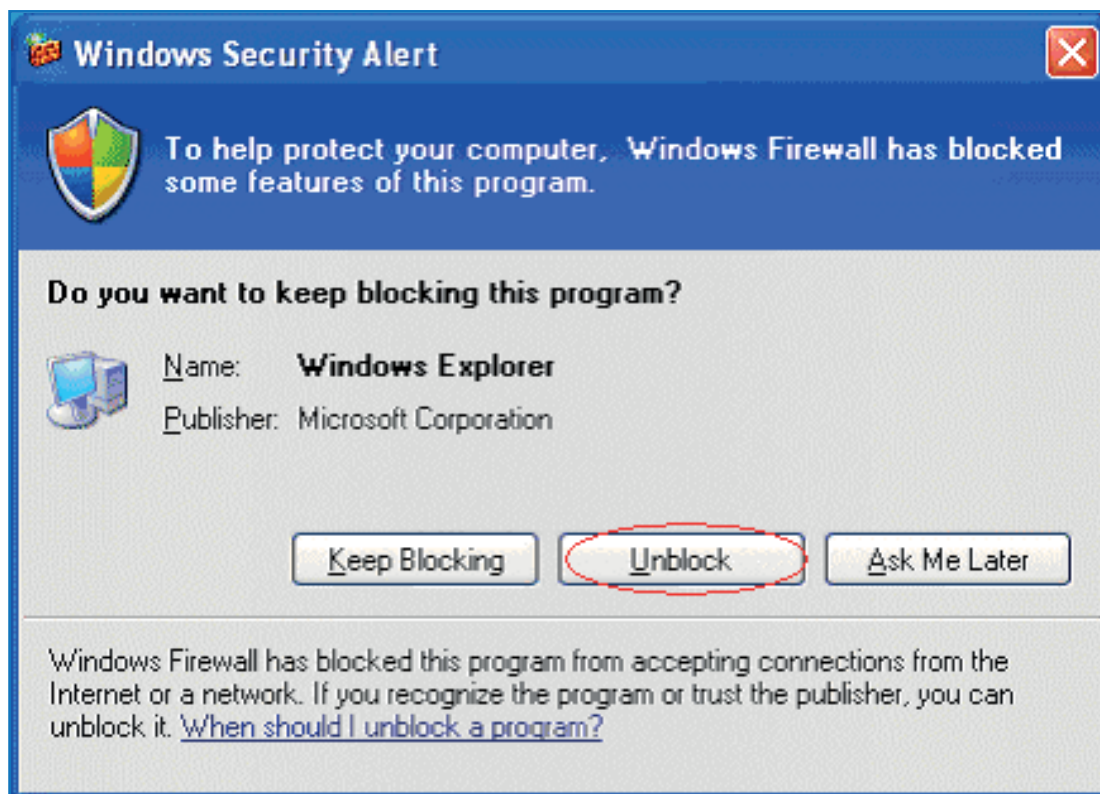 Windows Security Alert
To help protect your computer, Windows Firewall has blocked
some features of this program.
Do you want to keep blocking this program?
Name: Windows Explorer
Publisher: Microsoft Corporation
Keep Blocking Unblock Ask Me Later
Windows Firewall has blocked this program from accepting connections from the
Internet or a network. If you recognize the program or trust the publisher, you can
unblock it. When should I unblock a program?